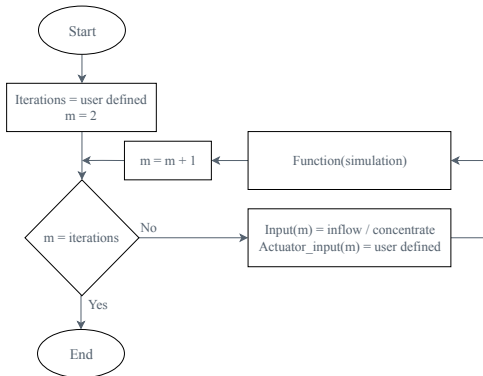 Start
Iterations = user defined
m = 2
m = m + 1
Function(simulation)
m = iterations
No
Input(m) = inflow / concentrate
Actuator_input(m) = user defined
Yes
End